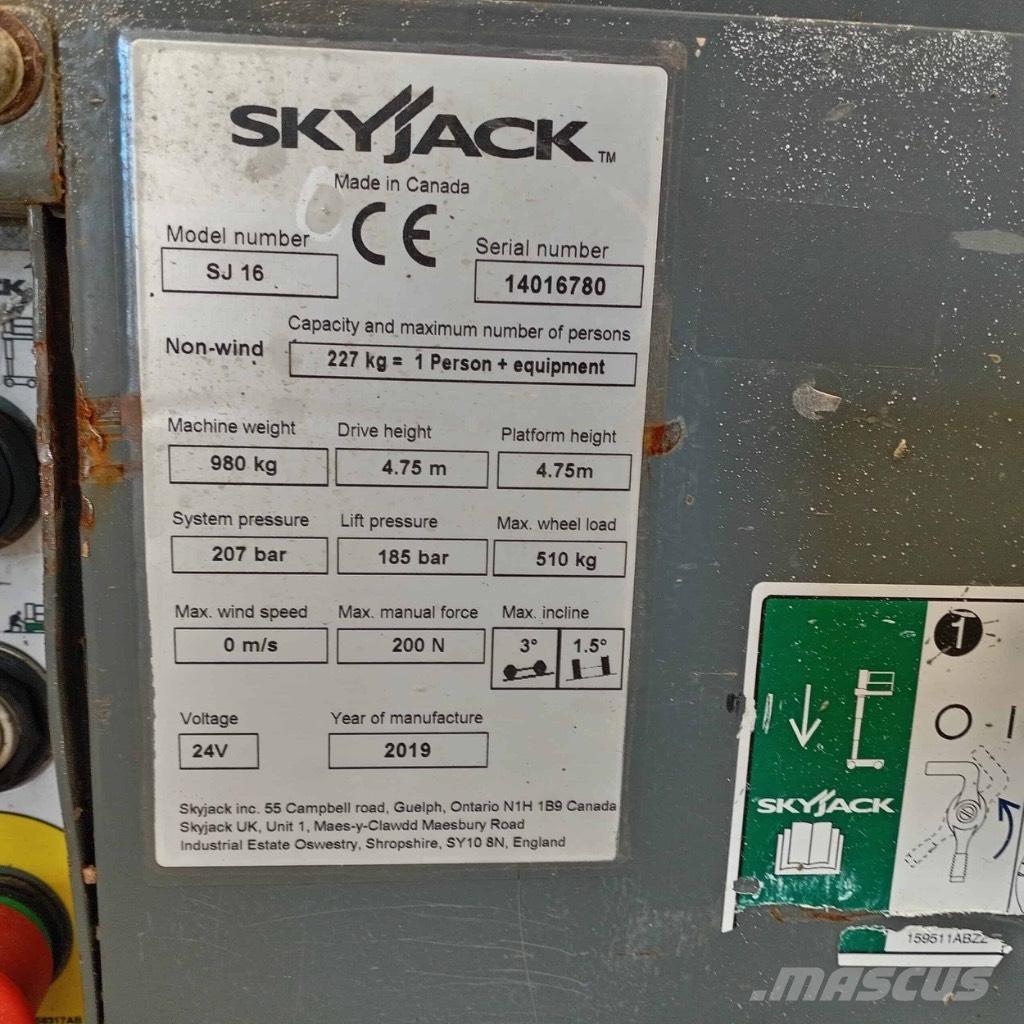 SKYJACK TM
Made in Canada
CE
Model number
SJ 16
Serial number
14016780
Capacity and maximum number of persons
Non-wind
227 kg = 1 Person + equipment
Machine weight Drive height Platform height
980 kg 4.75 m 4.75m
System pressure Lift pressure Max. wheel load
207 bar 185 bar 510 kg
Max. wind speed Max. manual force Max. incline
0 m/s 200 N 3° 1.5°
Voltage Year of manufacture
24V 2019
Skyjack inc. 55 Campbell road, Guelph, Ontario N1H 1B9 Canada
Skyjack UK, Unit 1, Maes-y-Clawdd Maesbury Road
Industrial Estate Oswestry, Shropshire, SY10 8N, England
1
O I
SKYJACK
159511ABZZ
MASCUS